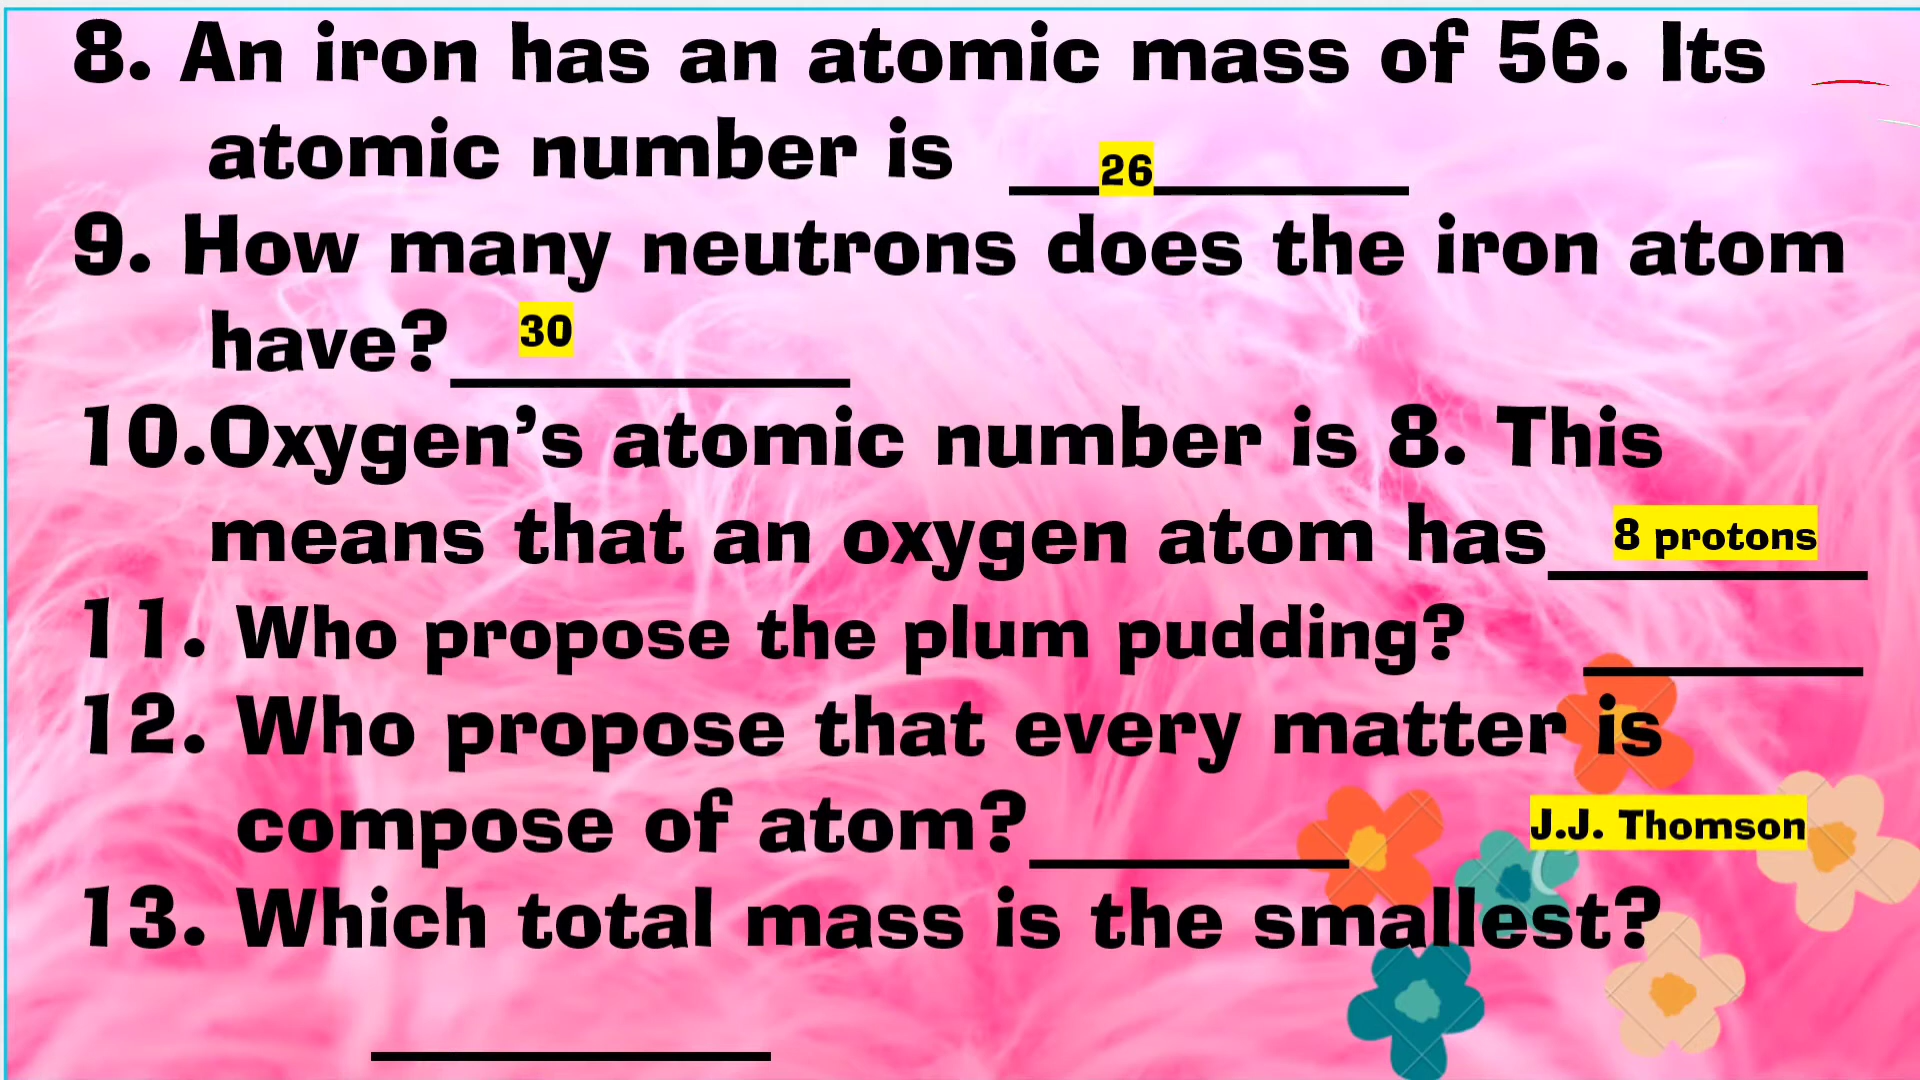 8. An iron has an atomic mass of 56. Its
atomic number is 26
9. How many neutrons does the iron atom
have? 30
10.Oxygen's atomic number is 8. This
means that an oxygen atom has 8 protons
11. Who propose the plum pudding?
12. Who propose that every matter is
compose of atom? J.J. Thomson
13. Which total mass is the smallest?